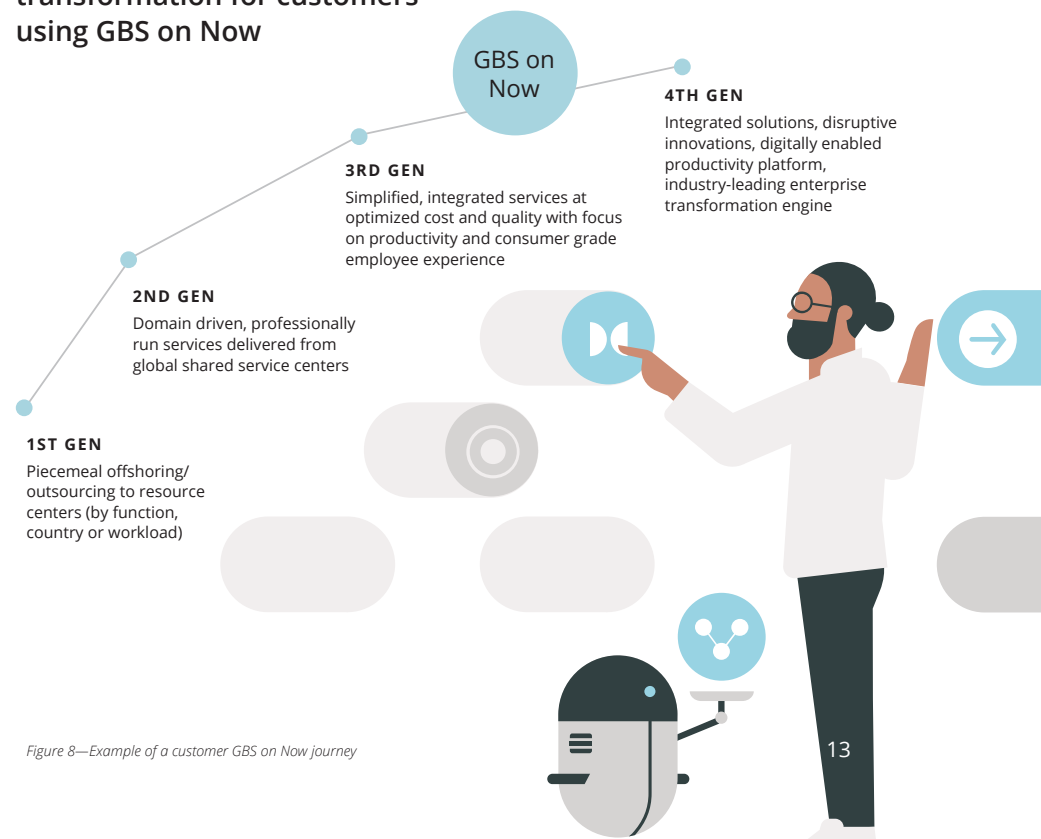 transformation for customers
using GBS on Now
GBS on
Now
4TH GEN
Integrated solutions, disruptive
innovations, digitally enabled
productivity platform,
industry-leading enterprise
transformation engine
3RD GEN
Simplified, integrated services at
optimized cost and quality with focus
on productivity and consumer grade
employee experience
2ND GEN
Domain driven, professionally
run services delivered from
global shared service centers
1ST GEN
Piecemeal offshoring/
outsourcing to resource
centers (by function,
country or workload)
Figure 8—Example of a customer GBS on Now journey
13